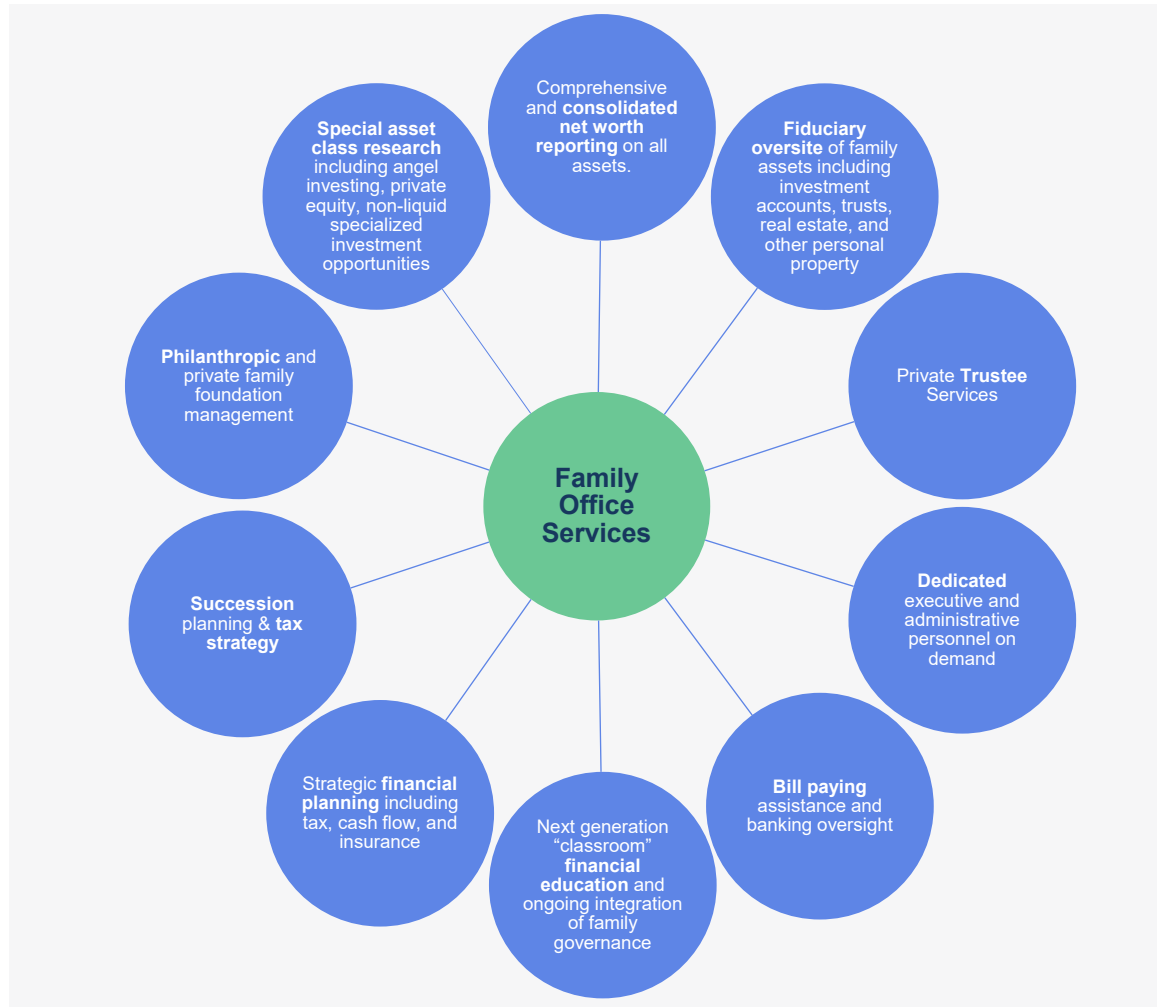 Comprehensive
and consolidated
net worth
reporting on all
assets.
Fiduciary
oversite of family
assets including
investment
accounts, trusts,
real estate, and
other personal
property
Private Trustee
Services
Dedicated
executive and
administrative
personnel on
demand
Bill paying
assistance and
banking oversight
Next generation
“classroom”
financial
education and
ongoing integration
of family
governance
Strategic financial
planning including
tax, cash flow, and
insurance
Succession
planning & tax
strategy
Philanthropic and
private family
foundation
management
Special asset
class research
including angel
investing, private
equity, non-liquid
specialized
investment
opportunities
Family
Office
Services